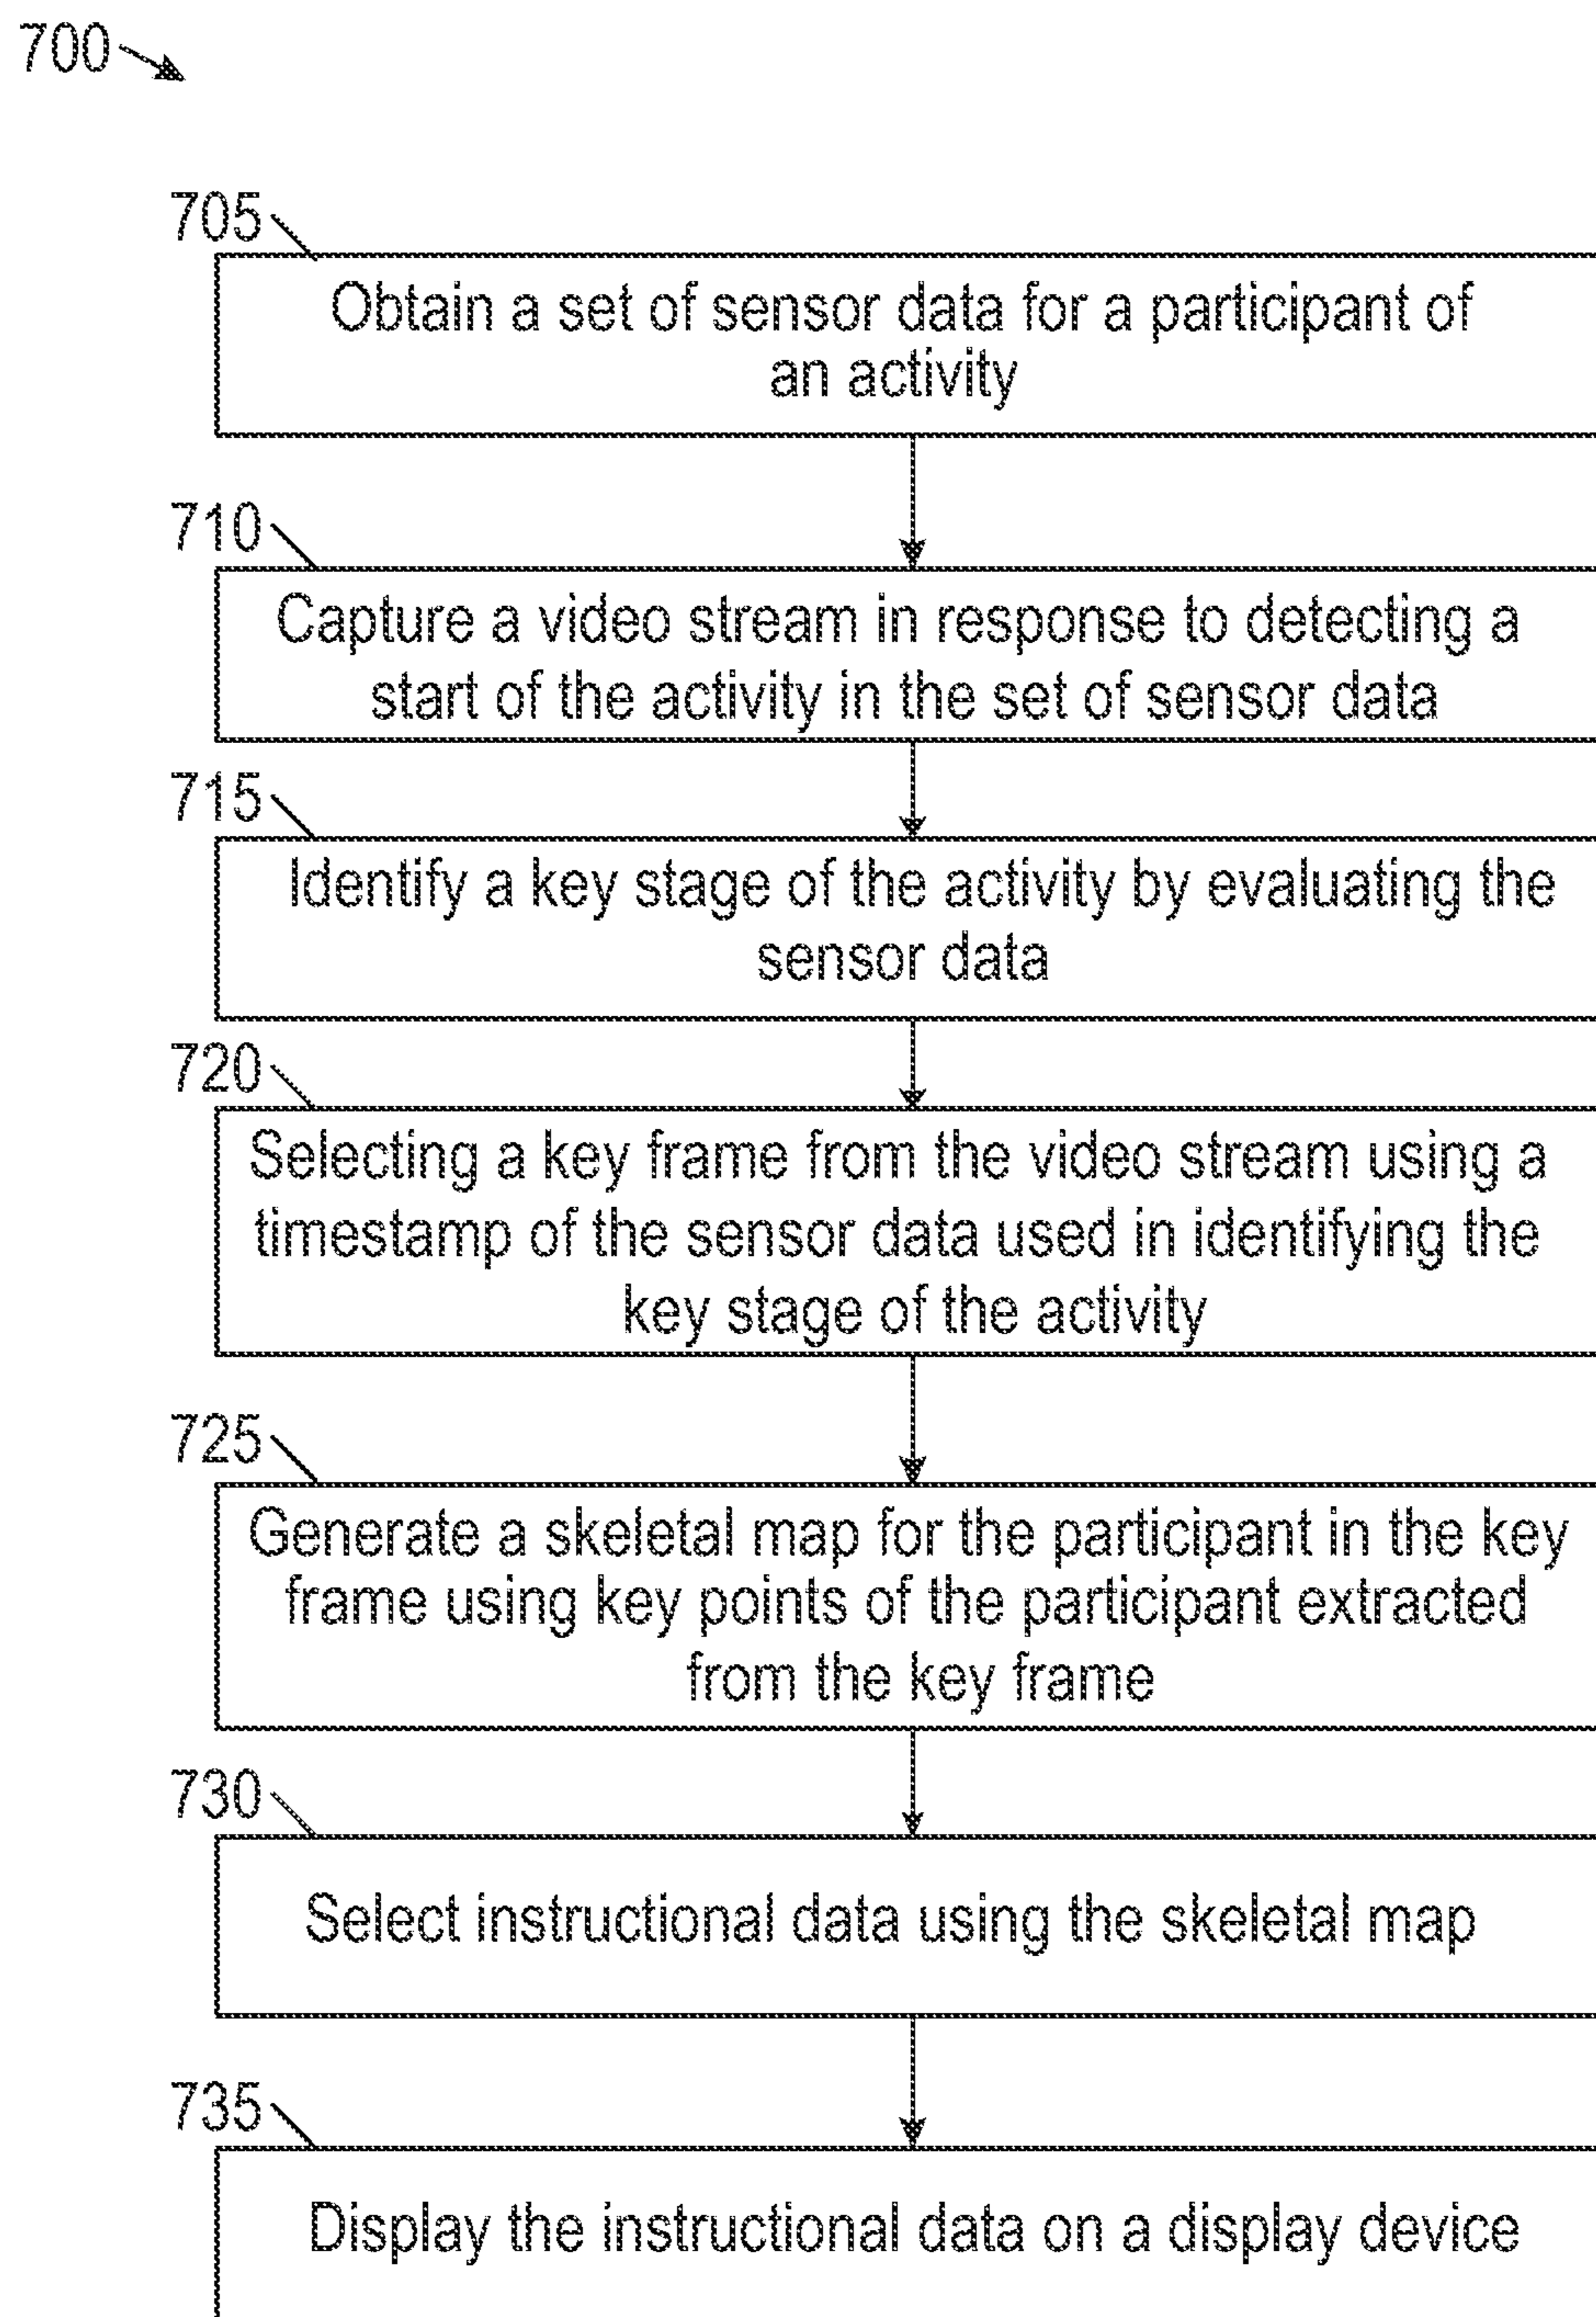 700
705
Obtain a set of sensor data for a participant of
an activity
710
Capture a video stream in response to detecting a
start of the activity in the set of sensor data
715
Identify a key stage of the activity by evaluating the
sensor data
720
Selecting a key frame from the video stream using a
timestamp of the sensor data used in identifying the
key stage of the activity
725
Generate a skeletal map for the participant in the key
frame using key points of the participant extracted
from the key frame
730
Select instructional data using the skeletal map
735
Display the instructional data on a display device